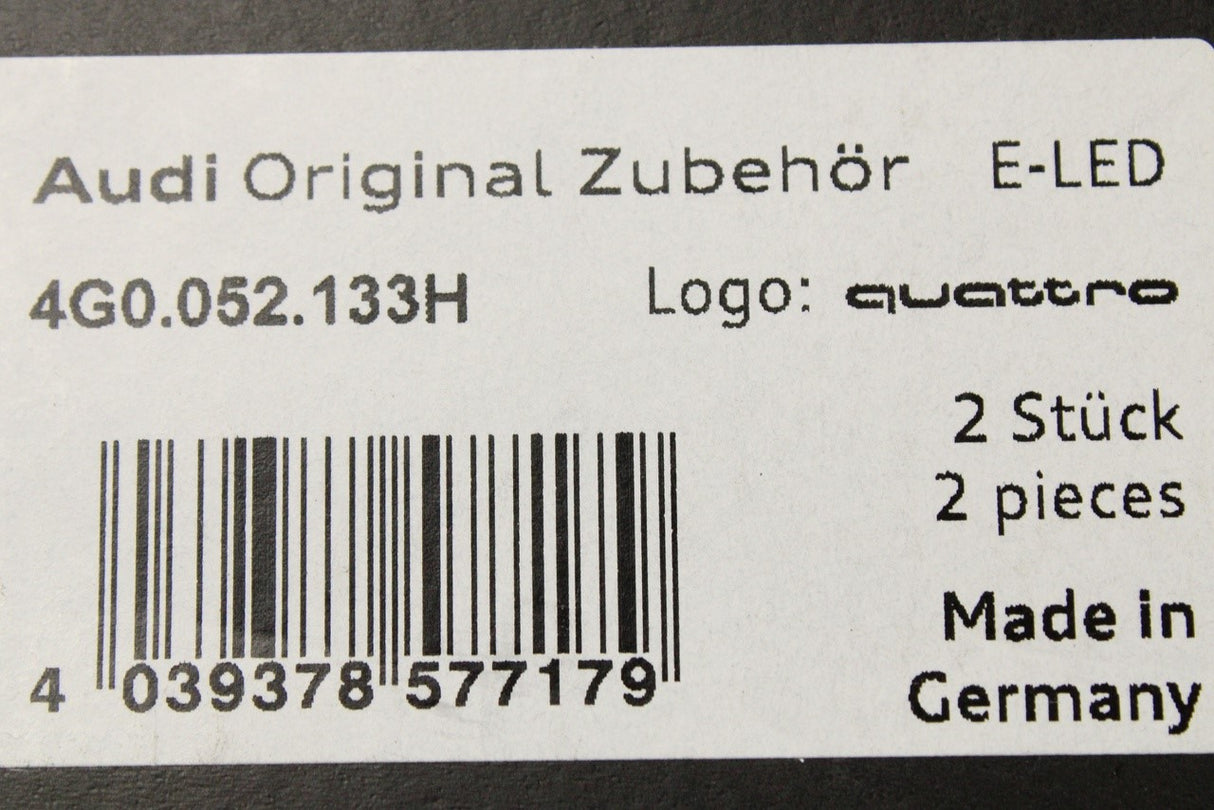 Audi Original Zubehör E-LED
4G0.052.133H Logo: quattro
2 Stück
2 pieces
Made in
Germany
4 039378 577179